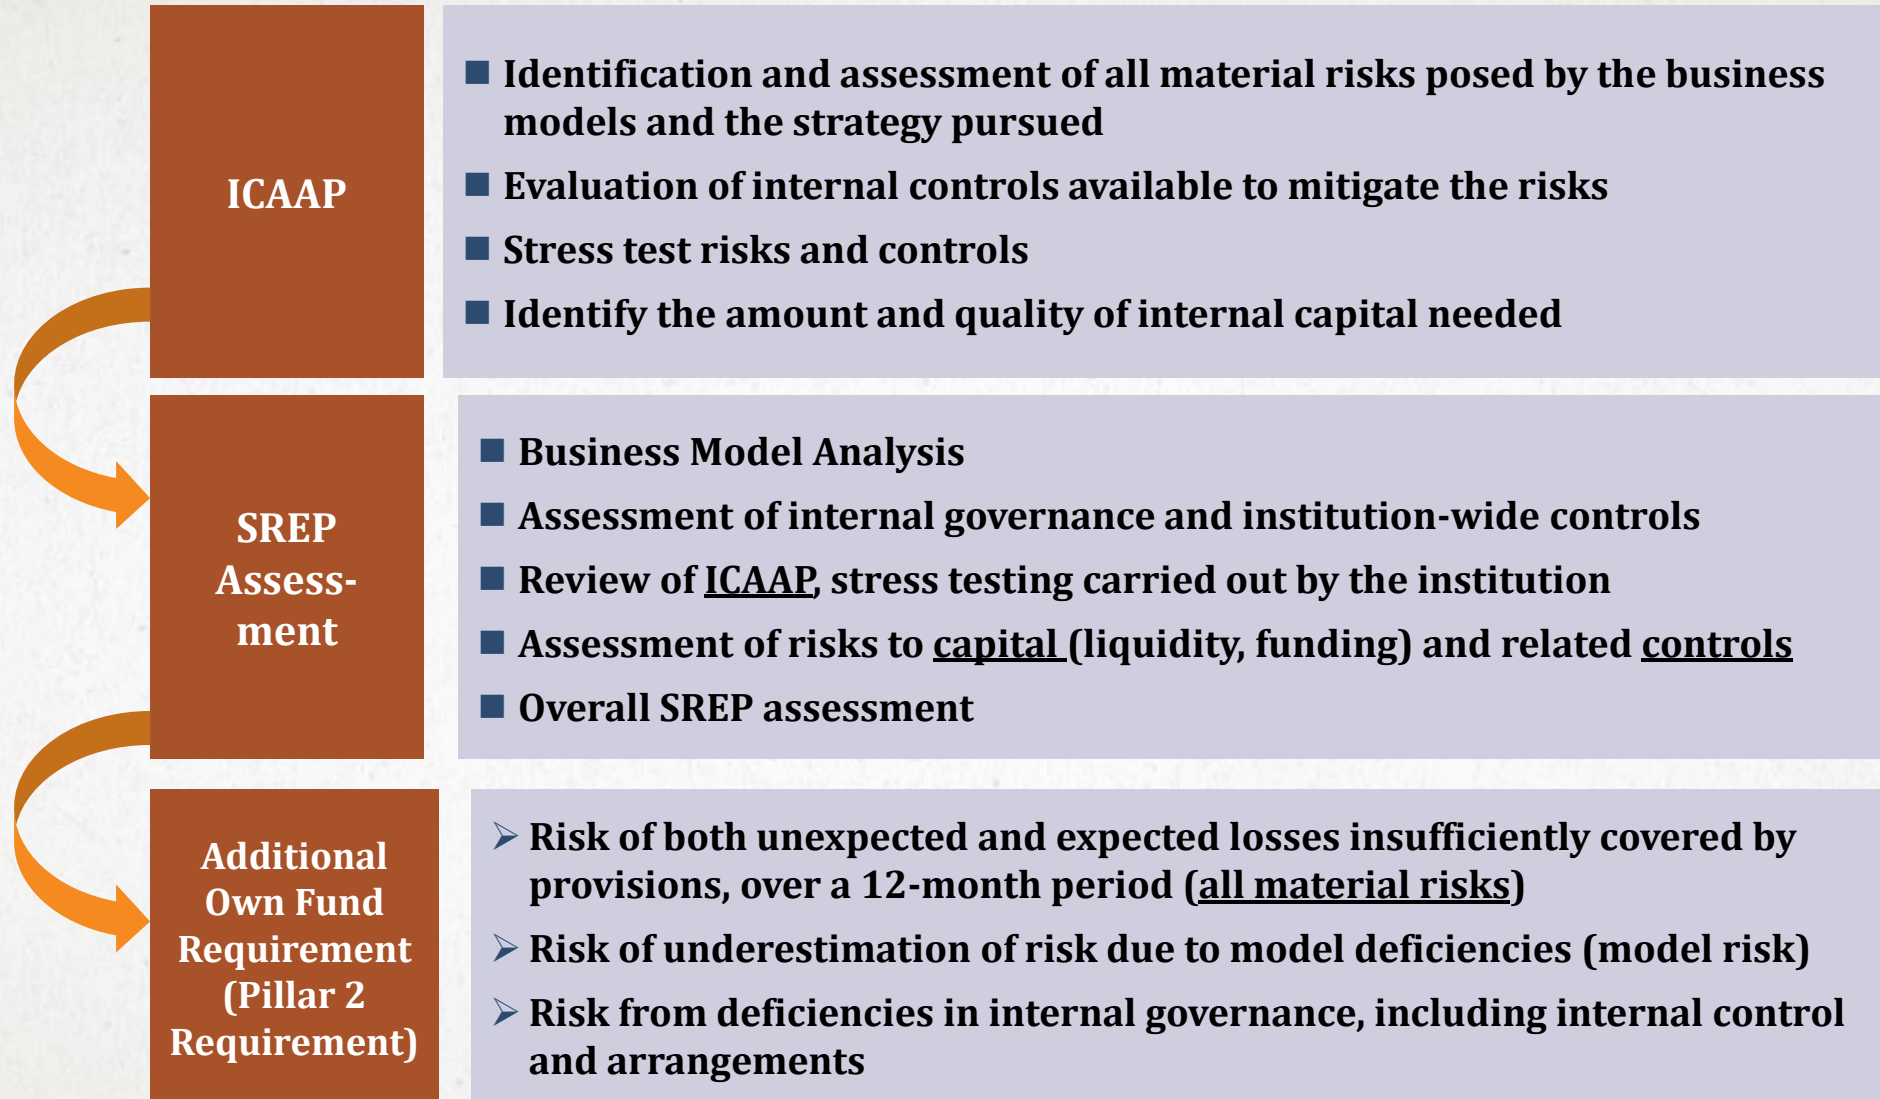 ICAAP
■ Identification and assessment of all material risks posed by the business
models and the strategy pursued
■ Evaluation of internal controls available to mitigate the risks
■ Stress test risks and controls
■ Identify the amount and quality of internal capital needed
SREP
Assess-
ment
■ Business Model Analysis
■ Assessment of internal governance and institution-wide controls
■ Review of ICAAP, stress testing carried out by the institution
■ Assessment of risks to capital (liquidity, funding) and related controls
■ Overall SREP assessment
Additional
Own Fund
Requirement
(Pillar 2
Requirement)
➢ Risk of both unexpected and expected losses insufficiently covered by
provisions, over a 12-month period (all material risks)
➢ Risk of underestimation of risk due to model deficiencies (model risk)
➢ Risk from deficiencies in internal governance, including internal control
and arrangements